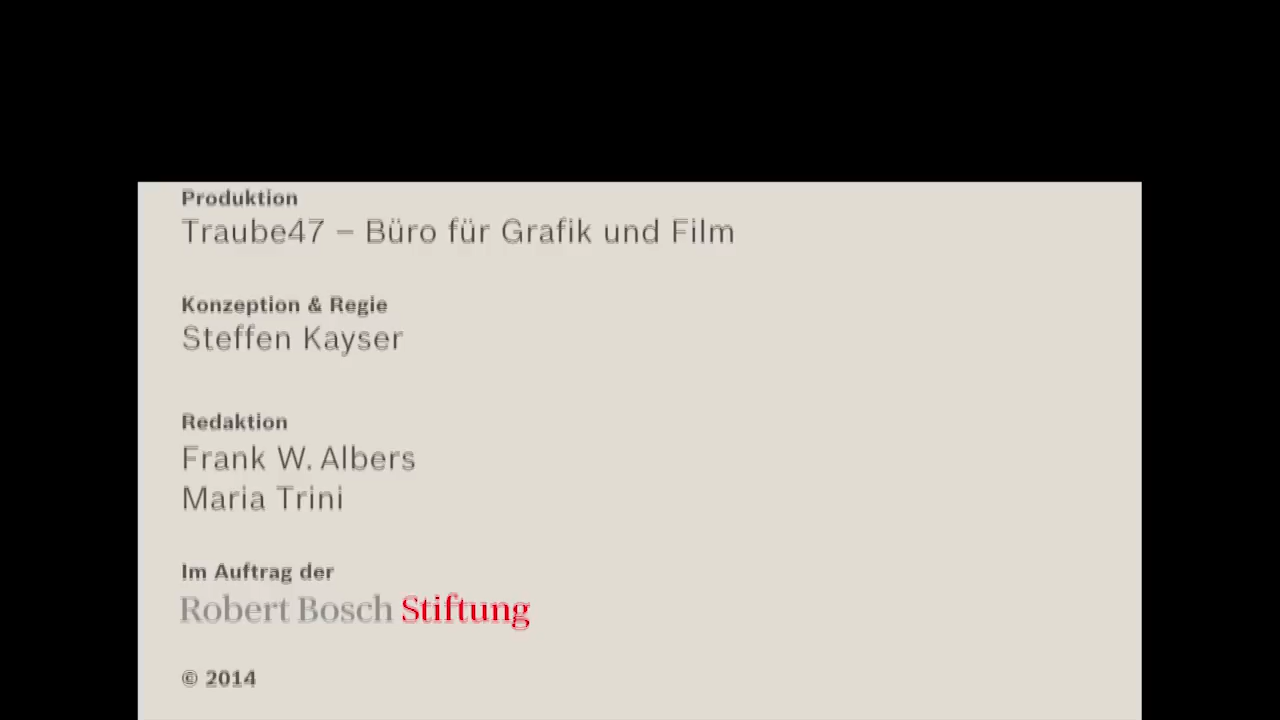 Produktion
Traube47 – Büro für Grafik und Film
Konzeption & Regie
Steffen Kayser
Redaktion
Frank W. Albers
Maria Trini
Im Auftrag der
Robert Bosch Stiftung
© 2014